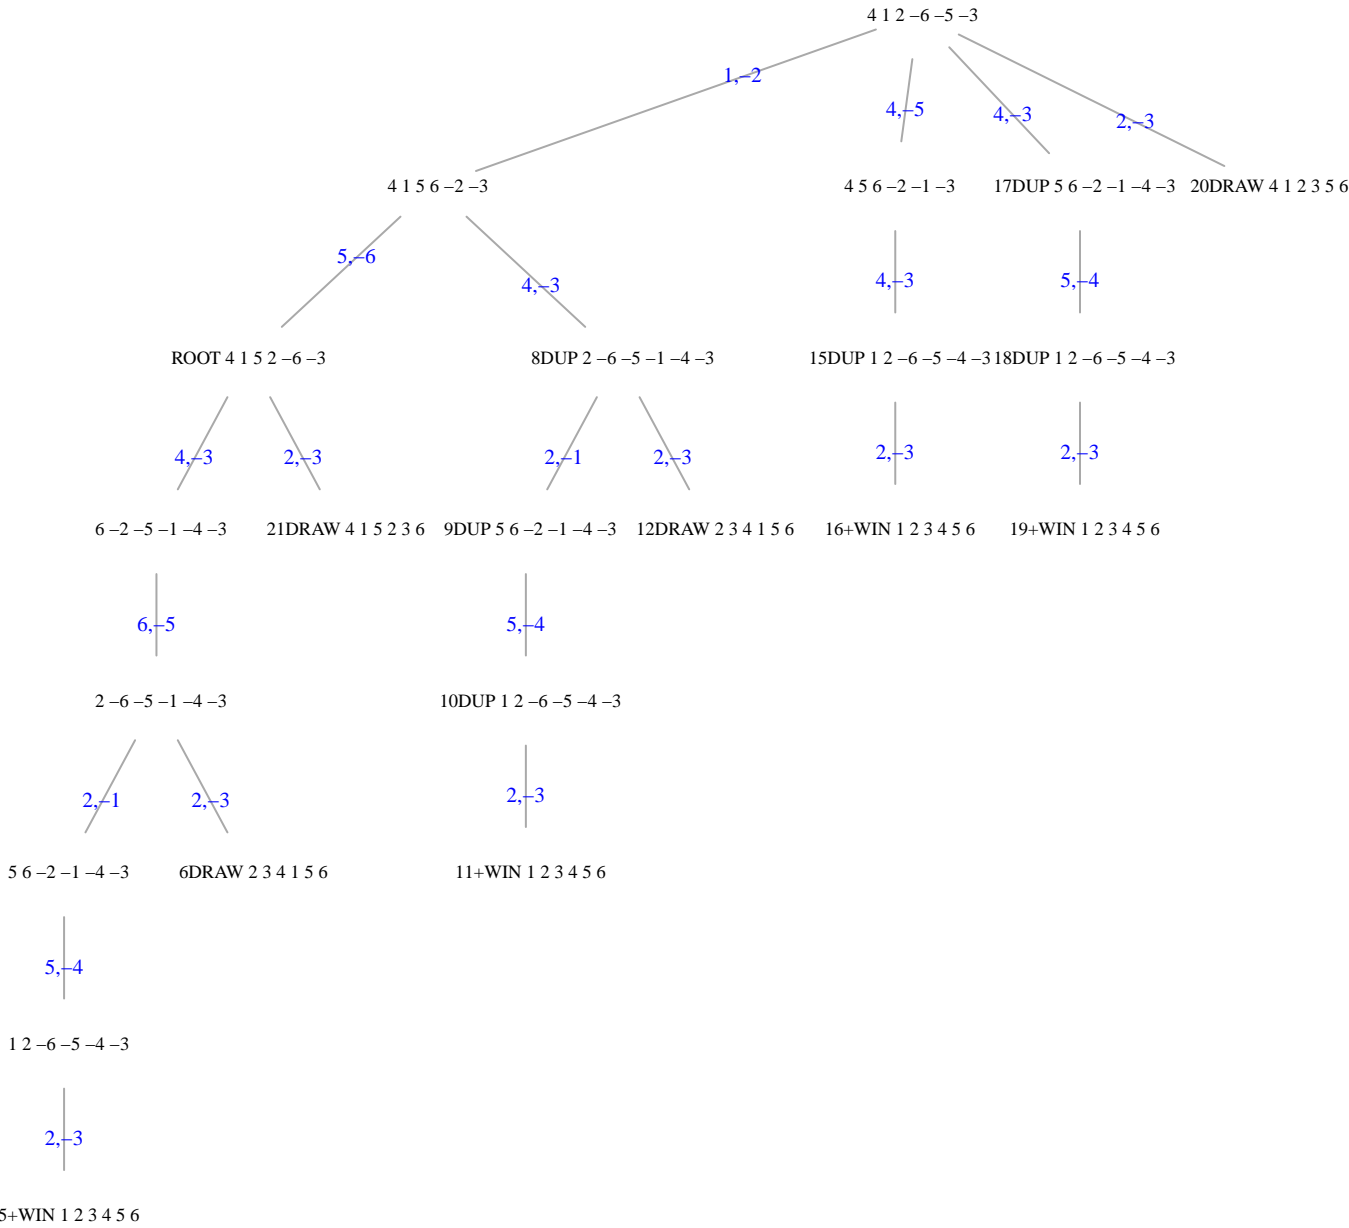 4 1 2 –6 –5 –3
1,–2
4,–5
4,–3
2,–3
4 1 5 6 –2 –3
4 5 6 –2 –1 –3
17DUP 5 6 –2 –1 –4 –3
20DRAW 4 1 2 3 5 6
5,–6
4,–3
4,–3
5,–4
ROOT 4 1 5 2 –6 –3
8DUP 2 –6 –5 –1 –4 –3
15DUP 1 2 –6 –5 –4 –3
18DUP 1 2 –6 –5 –4 –3
4,–3
2,–3
2,–1
2,–3
2,–3
2,–3
6 –2 –5 –1 –4 –3
21DRAW 4 1 5 2 3 6
9DUP 5 6 –2 –1 –4 –3
12DRAW 2 3 4 1 5 6
16+WIN 1 2 3 4 5 6
19+WIN 1 2 3 4 5 6
6,–5
5,–4
2 –6 –5 –1 –4 –3
10DUP 1 2 –6 –5 –4 –3
2,–1
2,–3
2,–3
5 6 –2 –1 –4 –3
6DRAW 2 3 4 1 5 6
11+WIN 1 2 3 4 5 6
5,–4
1 2 –6 –5 –4 –3
2,–3
5+WIN 1 2 3 4 5 6